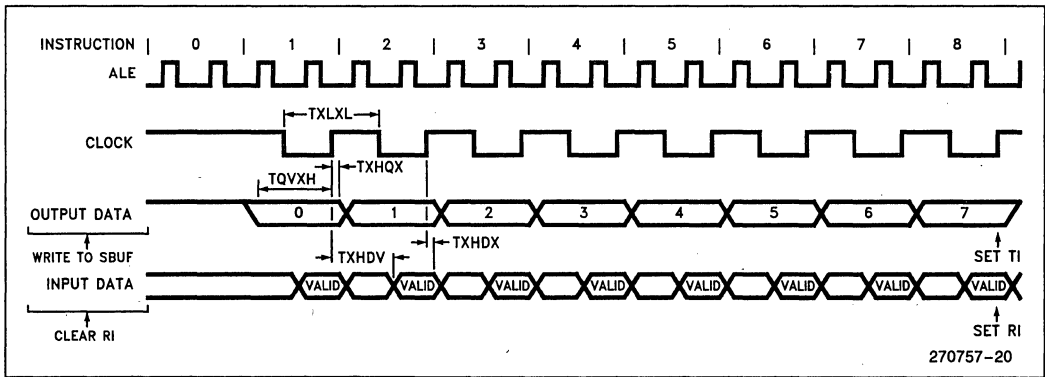 INSTRUCTION | 0 | 1 | 2 | 3 | 4 | 5 | 6 | 7 | 8 |
ALE
TXLXL
CLOCK
TXHQX
TQVXH
OUTPUT DATA 0 1 2 3 4 5 6 7
WRITE TO SBUF
TXHDX
SET TI
TXHDV
INPUT DATA VALID VALID VALID VALID VALID VALID VALID VALID
CLEAR RI
SET RI
270757-20